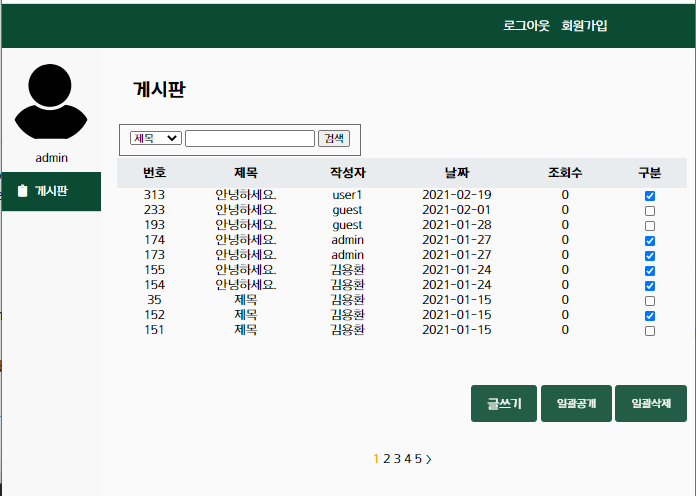 로그아웃 회원가입
게시판
admin
게시판
제목 검색
번호 제목 작성자 날짜 조회수 구분
313 안녕하세요. user1 2021-02-19 0
233 안녕하세요. guest 2021-02-01 0
193 안녕하세요. guest 2021-01-28 0
174 안녕하세요. admin 2021-01-27 0
173 안녕하세요. admin 2021-01-27 0
155 안녕하세요. 김용환 2021-01-24 0
154 안녕하세요. 김용환 2021-01-24 0
35 제목 김용환 2021-01-15 0
152 제목 김용환 2021-01-15 0
151 제목 김용환 2021-01-15 0
글쓰기 일괄공개 일괄삭제
1 2 3 4 5 >